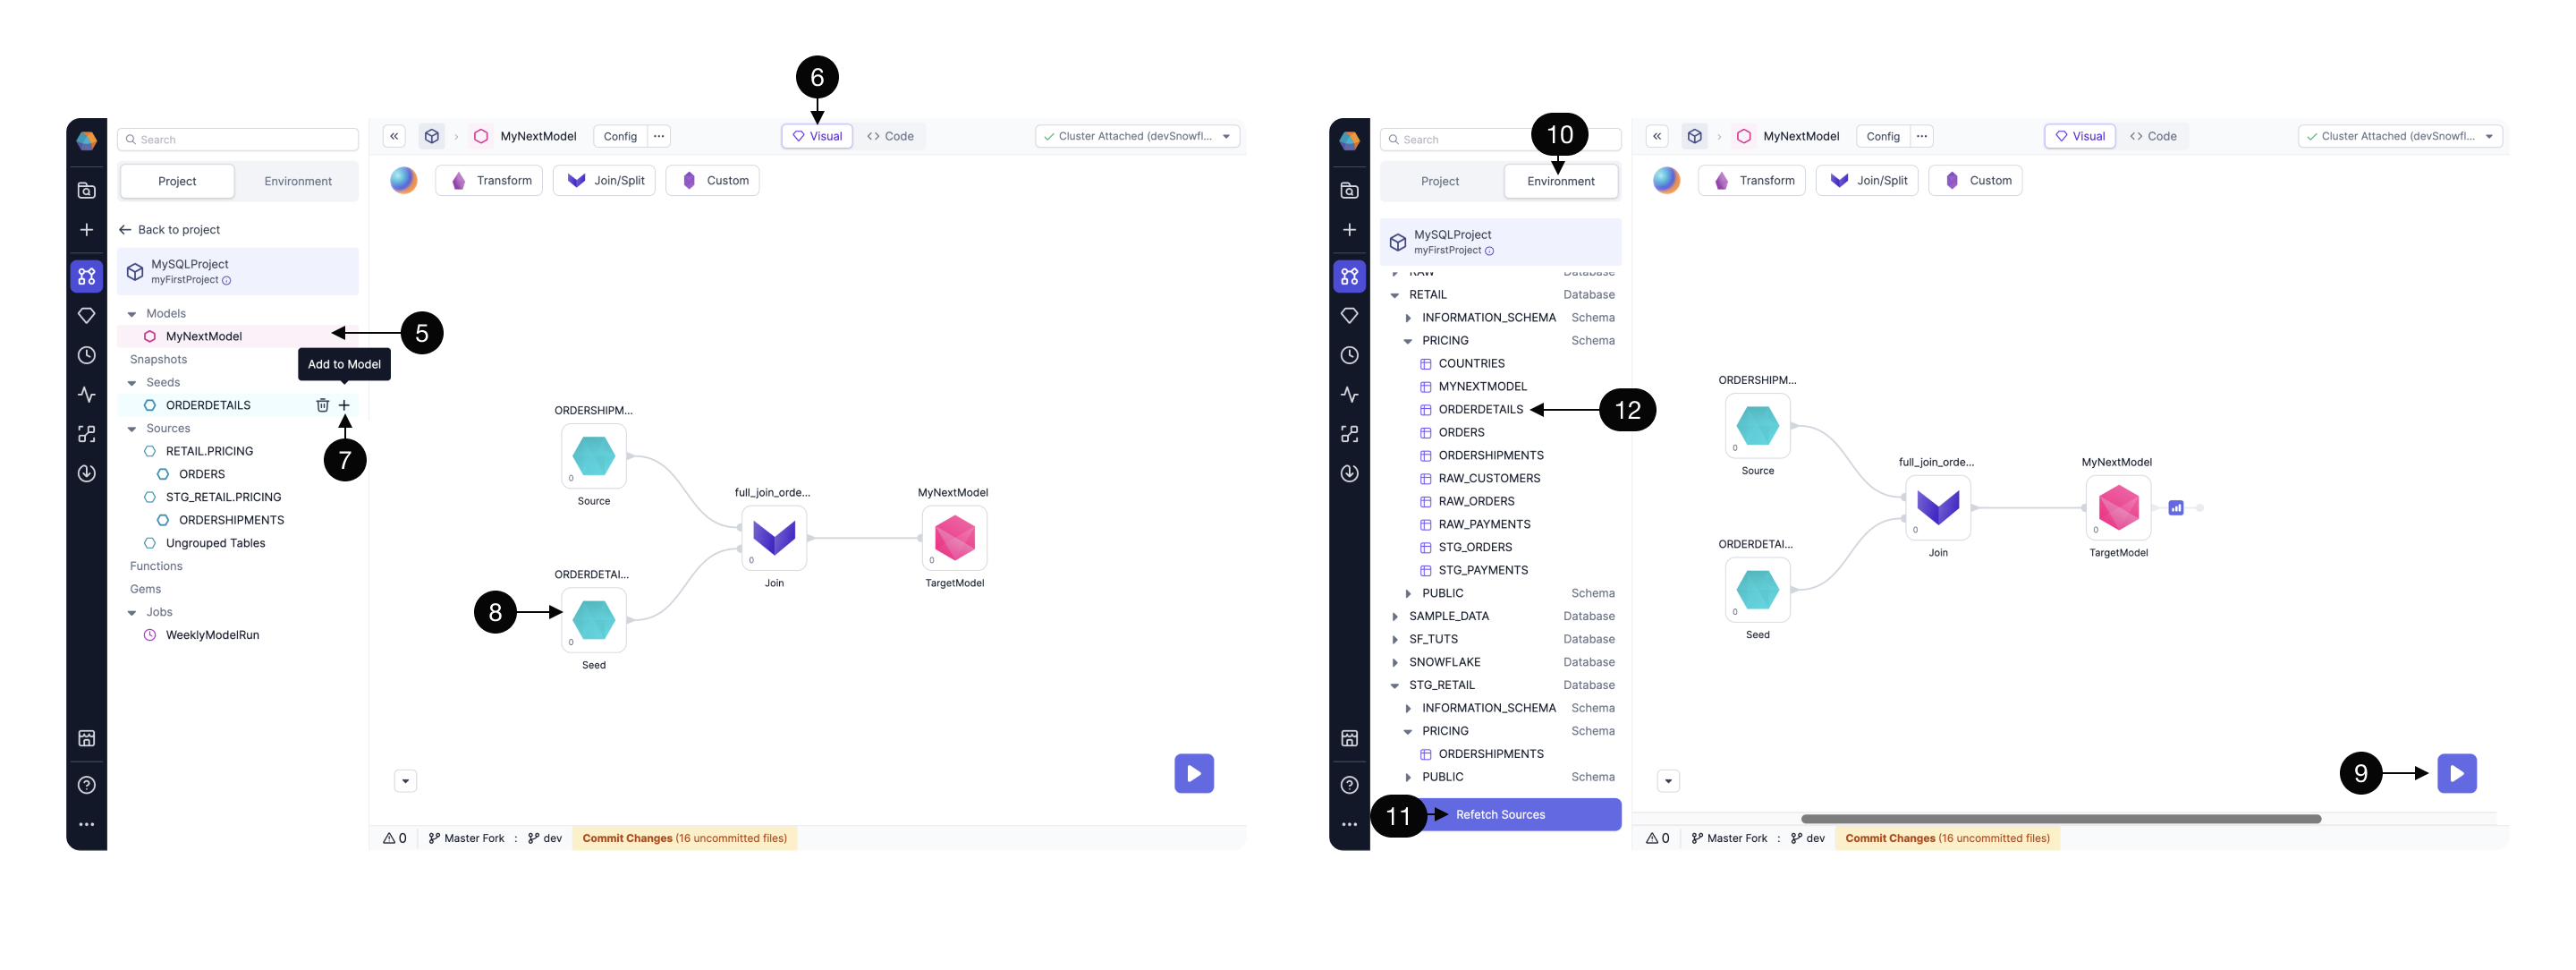 6
Search
MyNextModel
Config
Visual
Code
Cluster Attached (devSnowfl...
Project
Environment
Transform
Join/Split
Custom
Back to project
MySQLProject
myFirstProject
Models
MyNextModel
5
Snapshots
Add to Model
Seeds
ORDERDETAILS
Sources
RETAIL.PRICING
7
ORDERS
STG_RETAIL.PRICING
ORDERSHIPMENTS
Ungrouped Tables
Functions
Gems
Jobs
WeeklyModelRun
ORDERSHIPM...
0
Source
full_join_orde...
0
Join
MyNextModel
0
TargetModel
ORDERDETAI...
8
0
Seed
0
Master Fork : dev
Commit Changes (16 uncommitted files)
10
Search
MyNextModel
Config
Visual
Code
Cluster Attached (devSnowfl...
Project
Environment
Transform
Join/Split
Custom
MySQLProject
myFirstProject
RAW Database
RETAIL Database
INFORMATION_SCHEMA Schema
PRICING Schema
COUNTRIES
MYNEXTMODEL
ORDERDETAILS
12
ORDERS
ORDERSHIPMENTS
RAW_CUSTOMERS
RAW_ORDERS
RAW_PAYMENTS
STG_ORDERS
STG_PAYMENTS
PUBLIC Schema
SAMPLE_DATA Database
SF_TUTS Database
SNOWFLAKE Database
STG_RETAIL Database
INFORMATION_SCHEMA Schema
PRICING Schema
ORDERSHIPMENTS
PUBLIC Schema
11
Refetch Sources
ORDERSHIPM...
0
Source
full_join_orde...
0
Join
MyNextModel
0
TargetModel
ORDERDETAI...
0
Seed
9
0
Master Fork : dev
Commit Changes (16 uncommitted files)